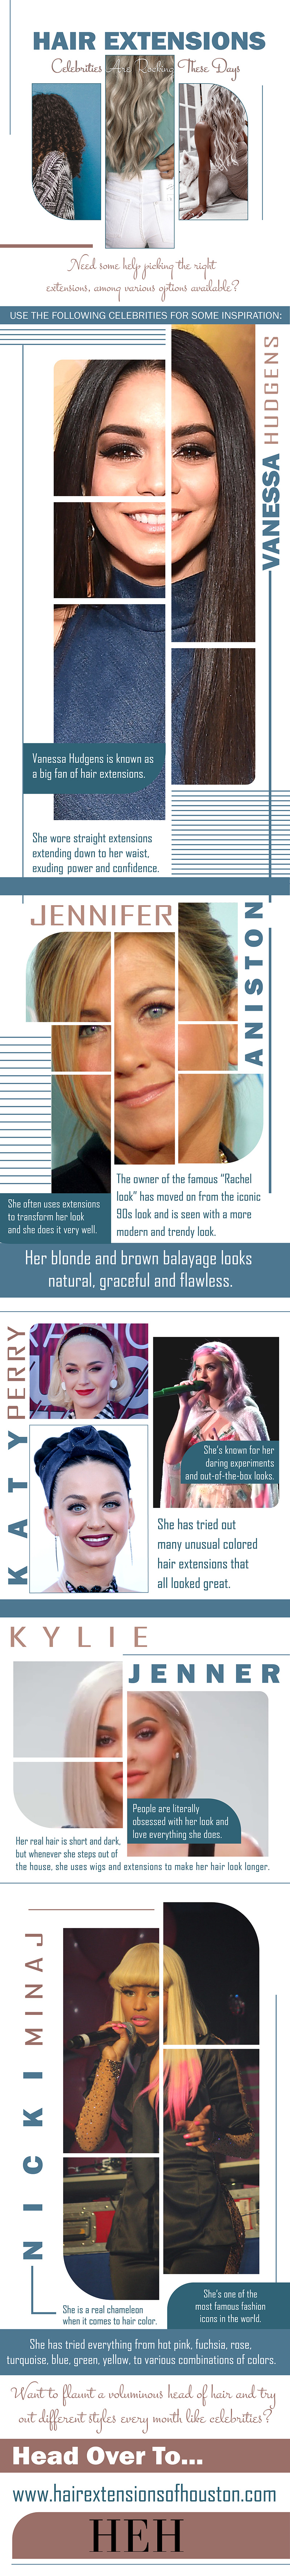 HAIR EXTENSIONS
Celebrities Are Rocking These Days
Need some help picking the right
extensions, among various options available?
USE THE FOLLOWING CELEBRITIES FOR SOME INSPIRATION:
VANESSA HUDGENS
Vanessa Hudgens is known as
a big fan of hair extensions.
She wore straight extensions
extending down to her waist,
exuding power and confidence.
JENNIFER
ANISTON
The owner of the famous "Rachel
look" has moved on from the iconic
90s look and is seen with a more
modern and trendy look.
She often uses extensions
to transform her look
and she does it very well.
Her blonde and brown balayage looks
natural, graceful and flawless.
KATY PERRY
She's known for her
daring experiments
and out-of-the-box looks.
She has tried out
many unusual colored
hair extensions that
all looked great.
KYLIE
JENNER
People are literally
obsessed with her look and
love everything she does.
Her real hair is short and dark,
but whenever she steps out of
the house, she uses wigs and extensions to make her hair look longer.
NICKI MINAJ
She is a real chameleon
when it comes to hair color.
She's one of the
most famous fashion
icons in the world.
She has tried everything from hot pink, fuchsia, rose,
turquoise, blue, green, yellow, to various combinations of colors.
Want to flaunt a voluminous head of hair and try
out different styles every month like celebrities?
Head Over To...
www.hairextensionsofhouston.com
HEH